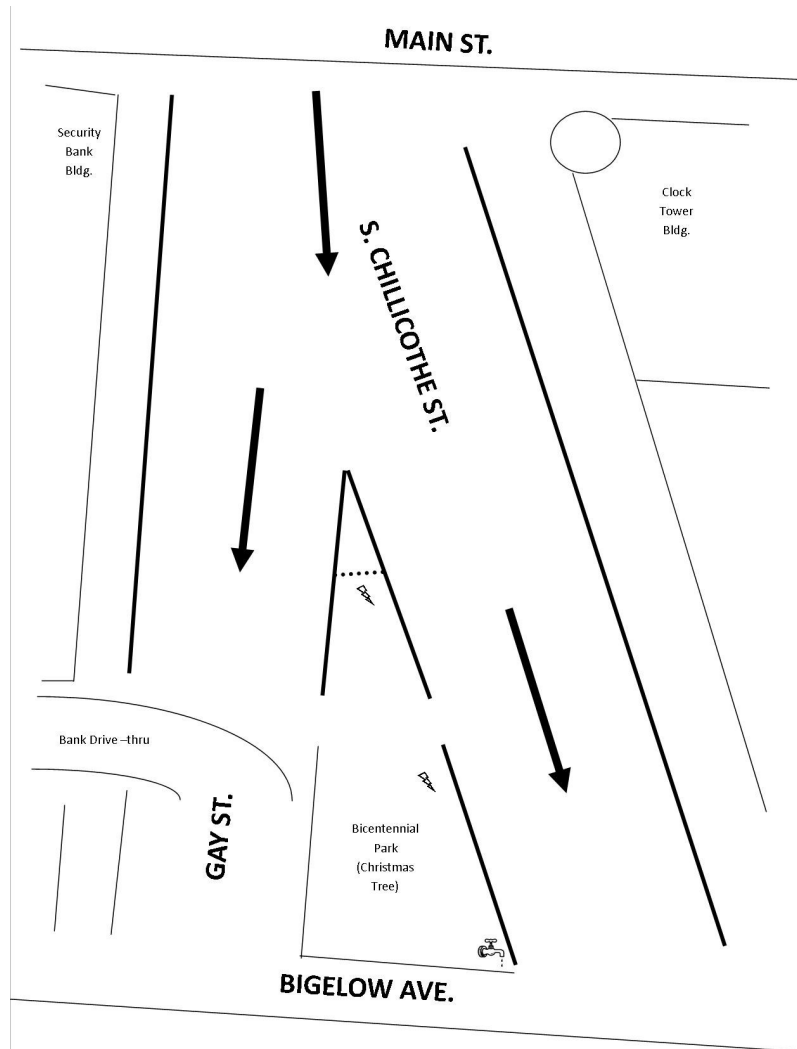 MAIN ST.
Security
Bank
Bldg.
Clock
Tower
Bldg.
S. CHILLICOTHE ST.
Bank Drive –thru
GAY ST.
Bicentennial
Park
(Christmas
Tree)
BIGELOW AVE.